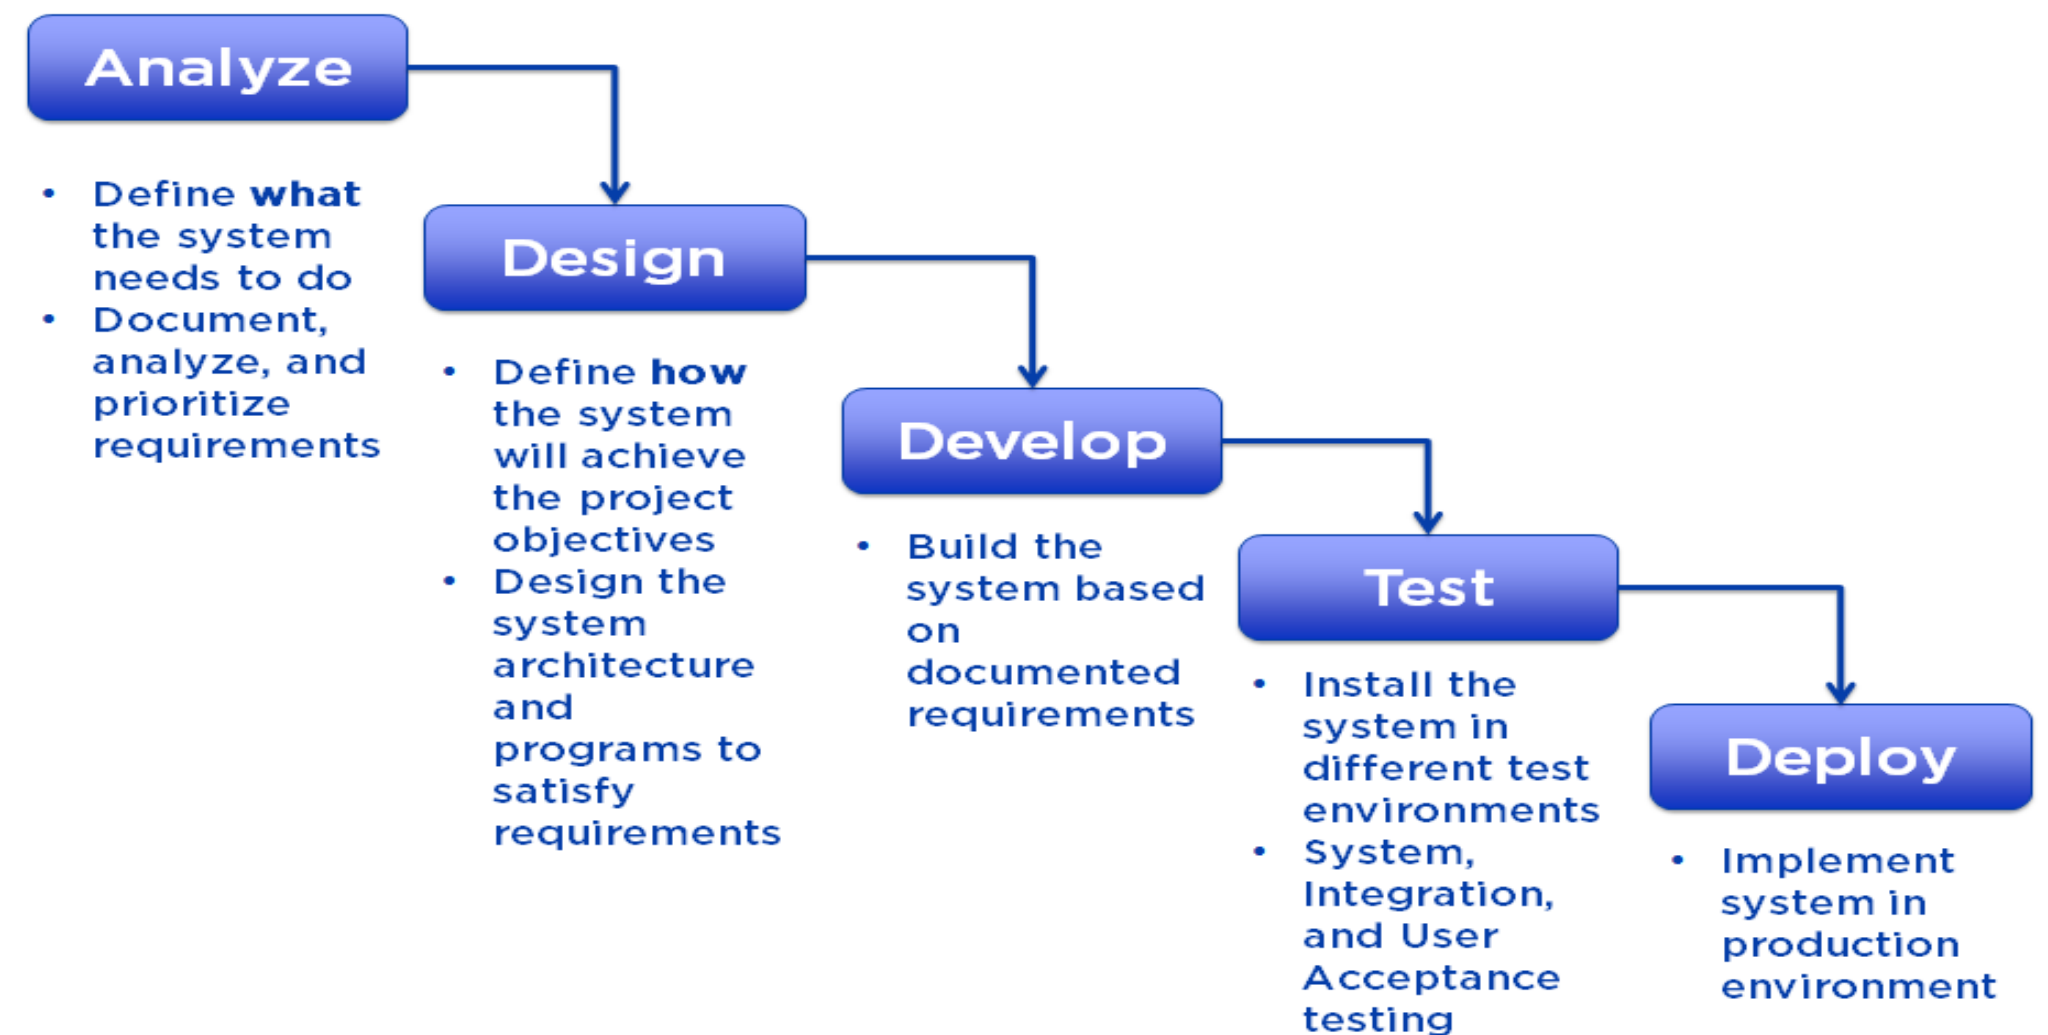 Analyze
• Define what
the system
needs to do
• Document,
analyze, and
prioritize
requirements
Design
• Define how
the system
will achieve
the project
objectives
• Design the
system
architecture
and
programs to
satisfy
requirements
Develop
• Build the
system based
on
documented
requirements
Test
• Install the
system in
different test
environments
• System,
Integration,
and User
Acceptance
testing
Deploy
• Implement
system in
production
environment